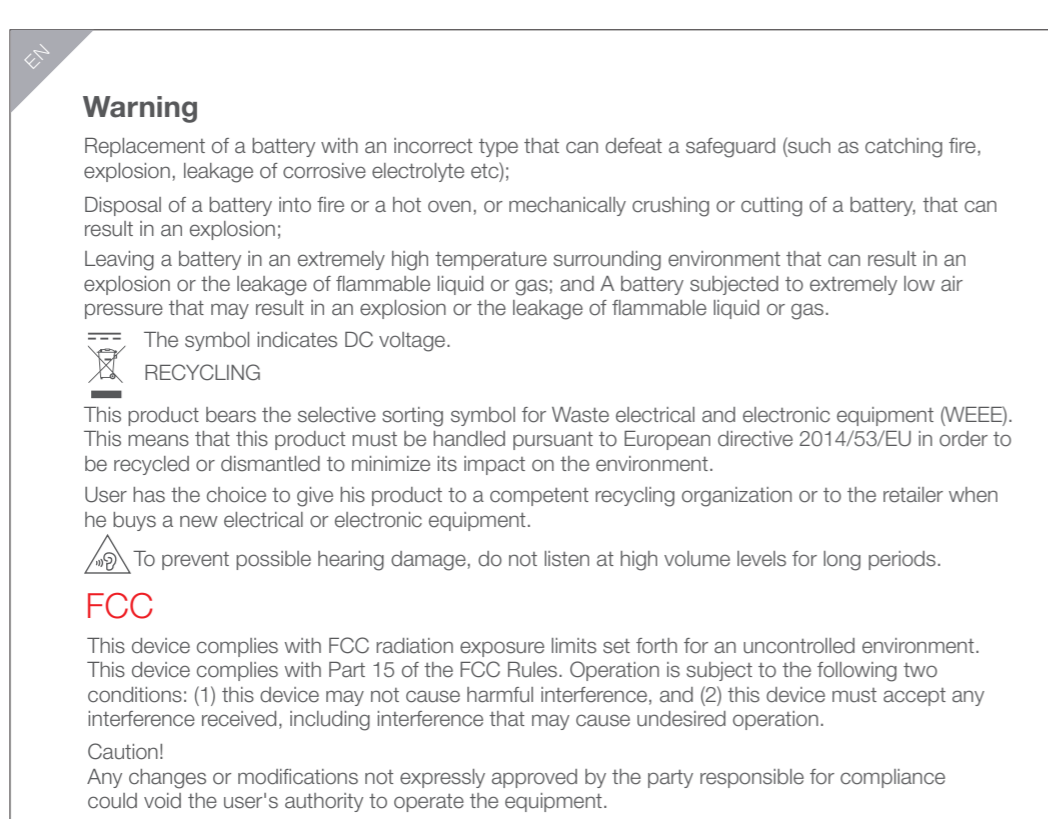 EN
Warning
Replacement of a battery with an incorrect type that can defeat a safeguard (such as catching fire,
explosion, leakage of corrosive electrolyte etc);
Disposal of a battery into fire or a hot oven, or mechanically crushing or cutting of a battery, that can
result in an explosion;
Leaving a battery in an extremely high temperature surrounding environment that can result in an
explosion or the leakage of flammable liquid or gas; and A battery subjected to extremely low air
pressure that may result in an explosion or the leakage of flammable liquid or gas.
The symbol indicates DC voltage.
RECYCLING
This product bears the selective sorting symbol for Waste electrical and electronic equipment (WEEE).
This means that this product must be handled pursuant to European directive 2014/53/EU in order to
be recycled or dismantled to minimize its impact on the environment.
User has the choice to give his product to a competent recycling organization or to the retailer when
he buys a new electrical or electronic equipment.
To prevent possible hearing damage, do not listen at high volume levels for long periods.
FCC
This device complies with FCC radiation exposure limits set forth for an uncontrolled environment.
This device complies with Part 15 of the FCC Rules. Operation is subject to the following two
conditions: (1) this device may not cause harmful interference, and (2) this device must accept any
interference received, including interference that may cause undesired operation.
Caution!
Any changes or modifications not expressly approved by the party responsible for compliance
could void the user's authority to operate the equipment.